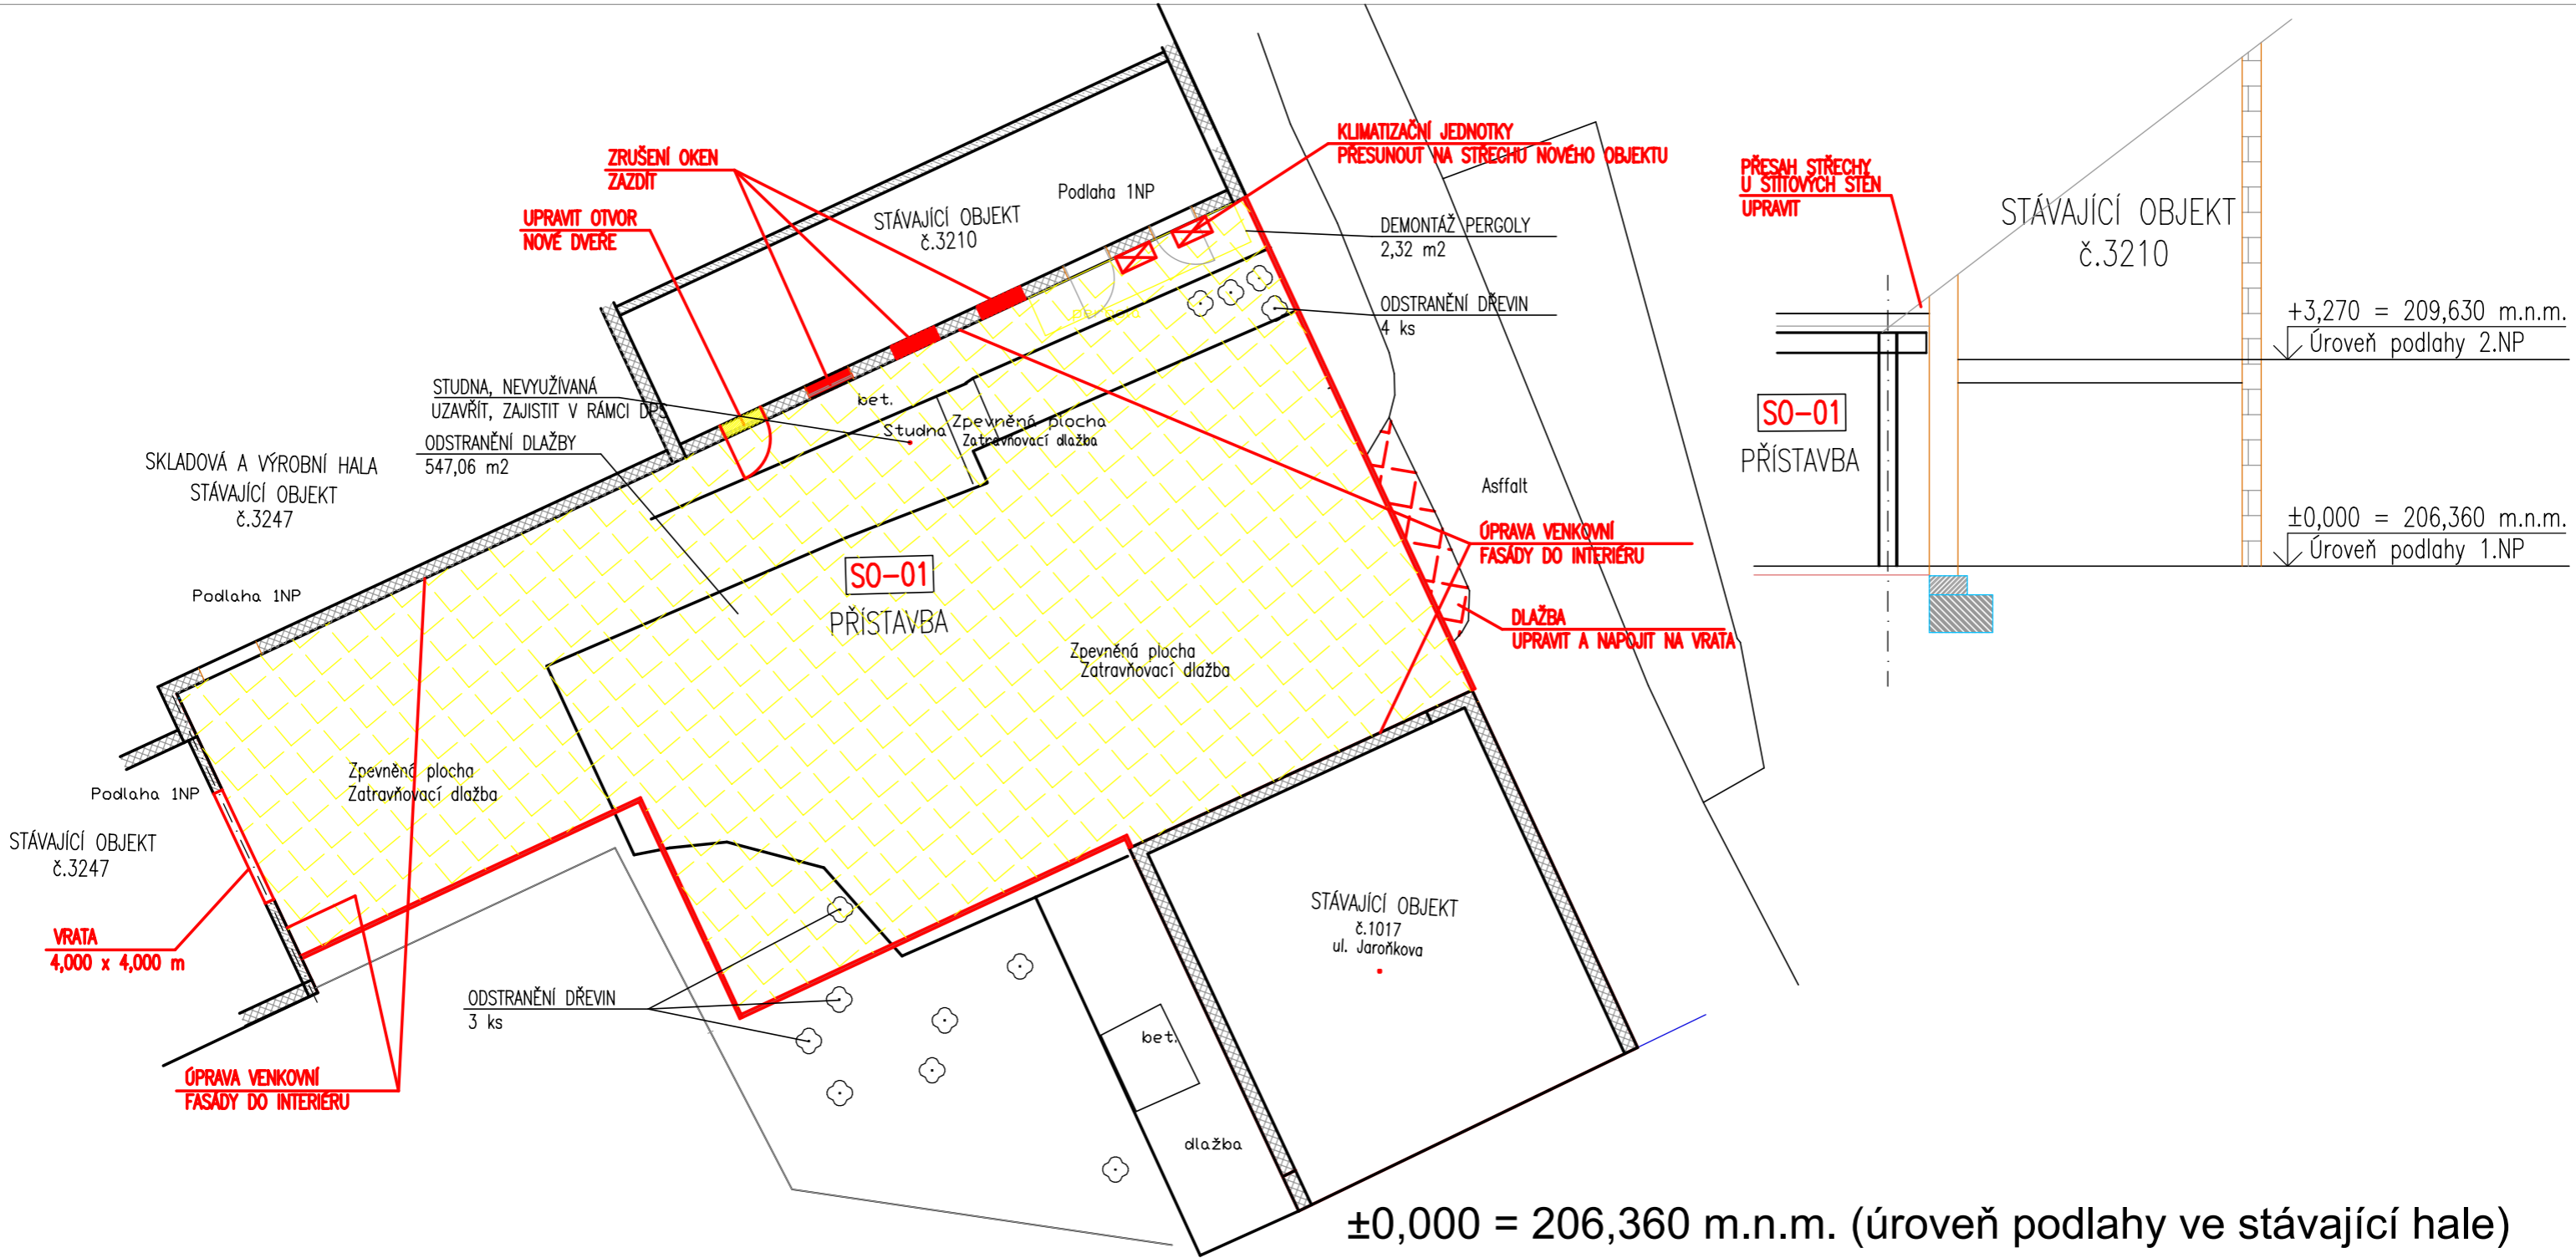 ZRUŠENÍ OKEN
ZAZDÍT
UPRAVIT OTVOR
NOVÉ DVEŘE
STÁVAJÍCÍ OBJEKT
č.3210
Podlaha 1NP
KLIMATIZAČNÍ JEDNOTKY
PŘESUNOUT NA STŘECHU NOVÉHO OBJEKTU
DEMONTÁŽ PERGOLY
2,32 m2
ODSTRANĚNÍ DŘEVIN
4 ks
PŘESAH STŘECHY
U ŠTÍTOVÝCH STĚN
UPRAVIT
STÁVAJÍCÍ OBJEKT
č.3210
+3,270 = 209,630 m.n.m.
Úroveň podlahy 2.NP
SO-01
PŘÍSTAVBA
±0,000 = 206,360 m.n.m.
Úroveň podlahy 1.NP
STUDNA, NEVYUŽÍVANÁ
UZAVŘÍT, ZAJISTIT V RÁMCI DPS
ODSTRANĚNÍ DLAŽBY
547,06 m2
bet.
Studna
Zpevněná plocha
Zatravňovací dlažba
SKLADOVÁ A VÝROBNÍ HALA
STÁVAJÍCÍ OBJEKT
č.3247
Podlaha 1NP
SO-01
PŘÍSTAVBA
Asffalt
ÚPRAVA VENKOVNÍ
FASÁDY DO INTERIÉRU
DLAŽBA
UPRAVIT A NAPOJIT NA VRATA
Zpevněná plocha
Zatravňovací dlažba
Zpevněná plocha
Zatravňovací dlažba
Podlaha 1NP
STÁVAJÍCÍ OBJEKT
č.3247
VRATA
4,000 x 4,000 m
ODSTRANĚNÍ DŘEVIN
3 ks
ÚPRAVA VENKOVNÍ
FASÁDY DO INTERIÉRU
STÁVAJÍCÍ OBJEKT
č.1017
ul. Jaroňkova
bet.
dlažba
±0,000 = 206,360 m.n.m. (úroveň podlahy ve stávající hale)